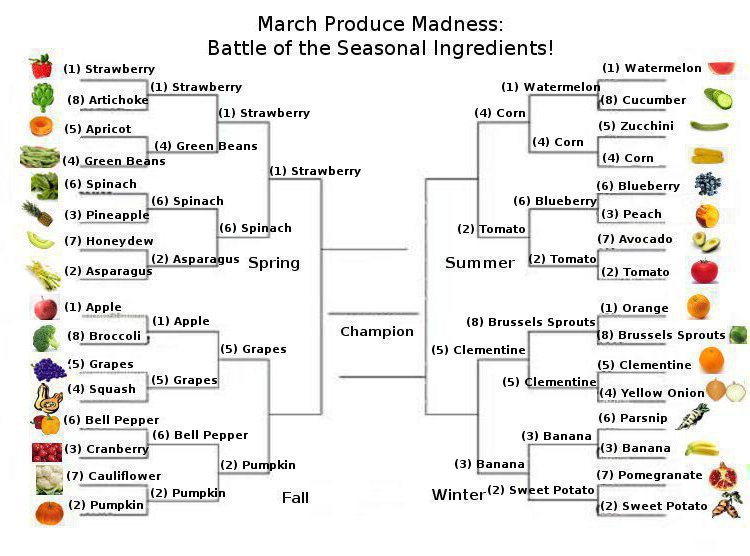 March Produce Madness:
Battle of the Seasonal Ingredients!
(1) Strawberry
(8) Artichoke
(5) Apricot
(4) Green Beans
(6) Spinach
(3) Pineapple
(7) Honeydew
(2) Asparagus
(1) Strawberry
(4) Green Beans
(6) Spinach
(2) Asparagus
(1) Strawberry
(6) Spinach
(1) Strawberry
Spring
(1) Apple
(8) Broccoli
(5) Grapes
(4) Squash
(6) Bell Pepper
(3) Cranberry
(7) Cauliflower
(2) Pumpkin
(1) Apple
(5) Grapes
(6) Bell Pepper
(2) Pumpkin
(5) Grapes
(2) Pumpkin
Fall
Champion
(1) Watermelon
(8) Cucumber
(5) Zucchini
(4) Corn
(6) Blueberry
(3) Peach
(7) Avocado
(2) Tomato
(1) Watermelon
(4) Corn
(6) Blueberry
(2) Tomato
(4) Corn
(2) Tomato
Summer
(1) Orange
(8) Brussels Sprouts
(5) Clementine
(4) Yellow Onion
(6) Parsnip
(3) Banana
(7) Pomegranate
(2) Sweet Potato
(8) Brussels Sprouts
(5) Clementine
(3) Banana
(2) Sweet Potato
(5) Clementine
(3) Banana
Winter